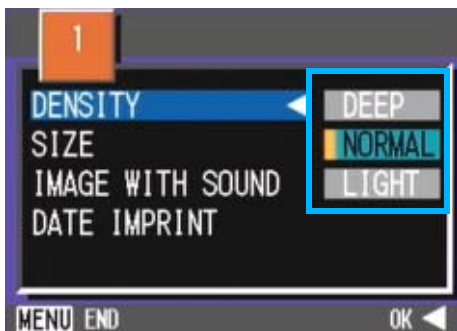 1
DENSITY ◀ DEEP
SIZE NORMAL
IMAGE WITH SOUND LIGHT
DATE IMPRINT
MENU END OK ◀